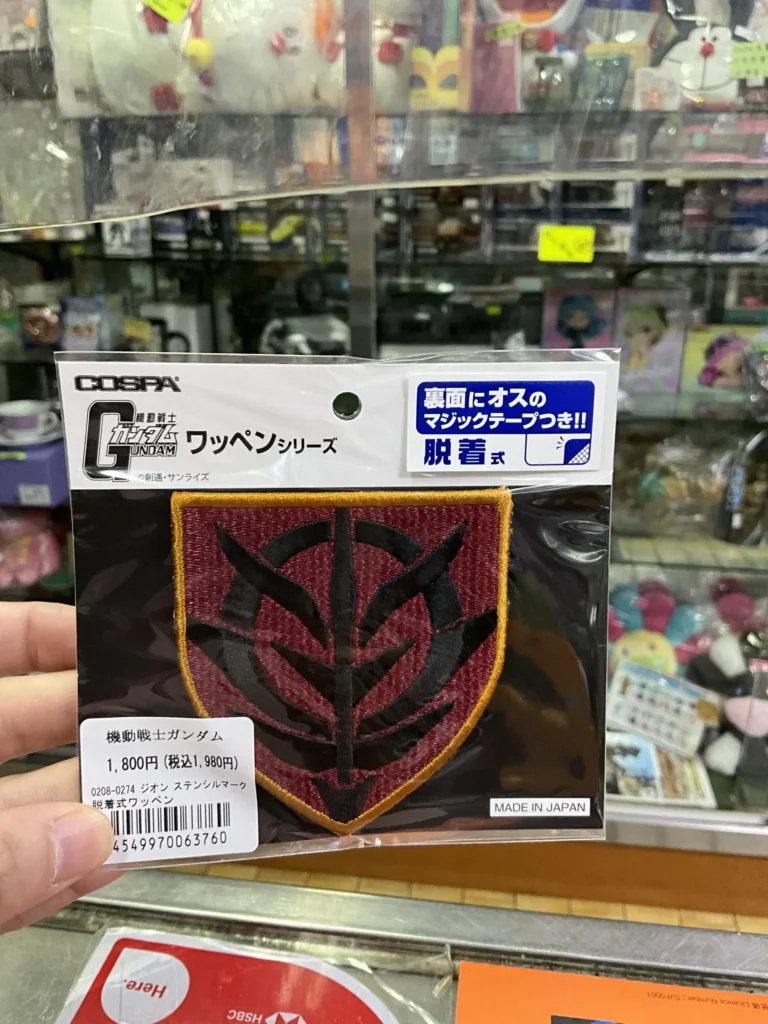 COSPA
機動戦士
ガンダム
GUNDAM
ワッペンシリーズ
©創通・サンライズ
裏面にオスの
マジックテープつき!!
脱着式
機動戦士ガンダム
1,800円(税込1,980円)
0208-0274 ジオン ステンシルマーク
脱着式ワッペン
4549970063760
MADE IN JAPAN
Here.
HSBC